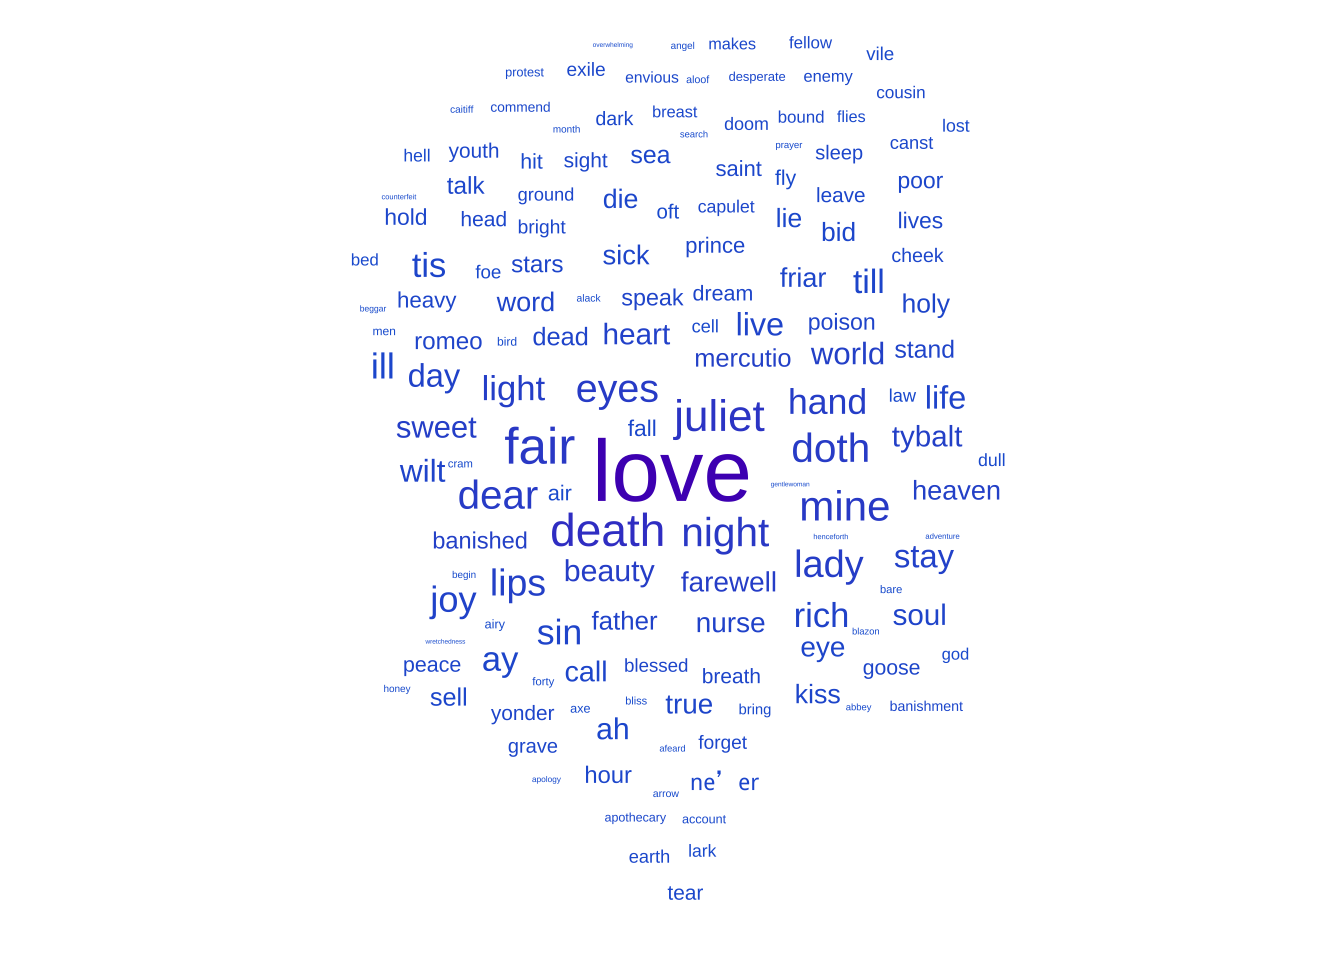 overwhelming angel makes fellow vile
protest exile envious aloof desperate enemy
cousin
caitiff commend dark breast doom bound flies
month search lost
hell youth hit sight sea saint prayer sleep canst
talk ground die fly leave poor
counterfeit
hold head bright oft capulet lie bid lives
bed tis foe stars sick prince friar till cheek
beggar heavy word alack speak dream holy
men romeo bird dead heart cell live poison
ill day mercutio world stand
light eyes juliet hand law life
sweet fair fall love doth tybalt
wilt cram dull
dear air gentlewoman mine heaven
banished death night henceforth adventure
begin beauty farewell lady stay
joy lips bare
airy sin father nurse rich blazon soul
wretchedness eye god
peace ay call blessed breath goose
honey sell forty bliss true bring kiss abbey banishment
yonder axe
grave ah afeard forget
apology hour arrow ne’ er
apothecary account
earth lark
tear